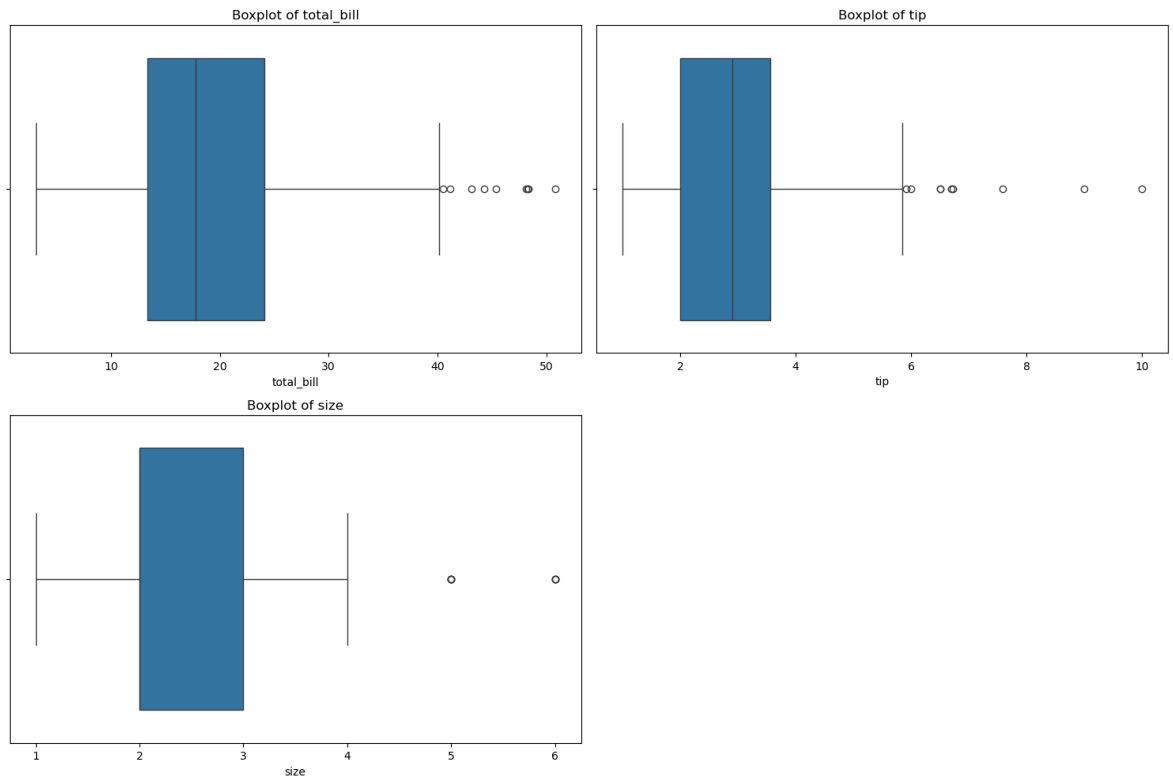 Boxplot of total_bill
10 20 30 40 50
total_bill
Boxplot of tip
2 4 6 8 10
tip
Boxplot of size
1 2 3 4 5 6
size